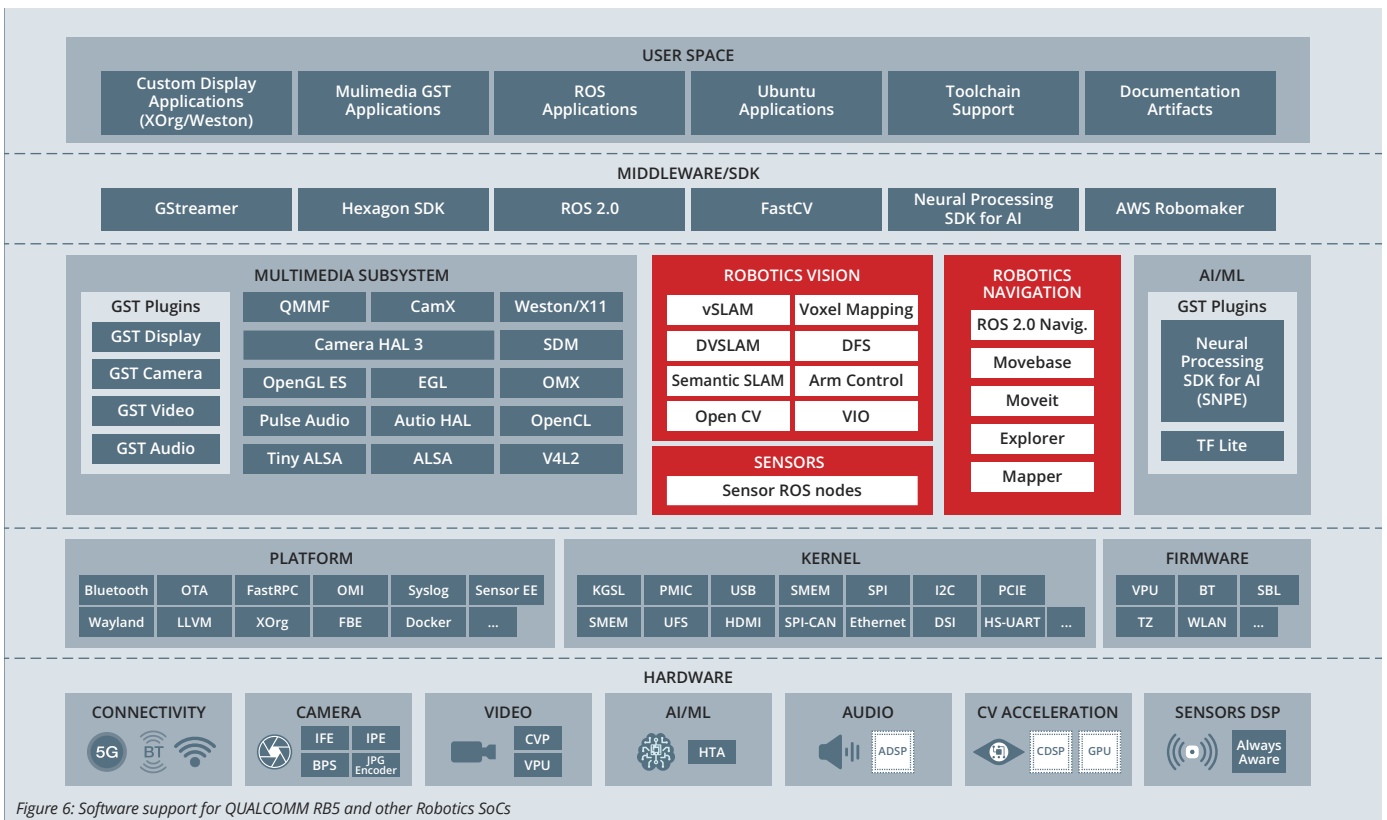 USER SPACE
Custom Display
Applications
(XOrg/Weston)
Mulimedia GST
Applications
ROS
Applications
Ubuntu
Applications
Toolchain
Support
Documentation
Artifacts
MIDDLEWARE/SDK
GStreamer
Hexagon SDK
ROS 2.0
FastCV
Neural Processing
SDK for AI
AWS Robomaker
MULTIMEDIA SUBSYSTEM
GST Plugins
GST Display
GST Camera
GST Video
GST Audio
QMMF
CamX
Weston/X11
Camera HAL 3
SDM
OpenGL ES
EGL
OMX
Pulse Audio
Autio HAL
OpenCL
Tiny ALSA
ALSA
V4L2
ROBOTICS VISION
vSLAM
Voxel Mapping
DVSLAM
DFS
Semantic SLAM
Arm Control
Open CV
VIO
SENSORS
Sensor ROS nodes
ROBOTICS
NAVIGATION
ROS 2.0 Navig.
Movebase
Moveit
Explorer
Mapper
AI/ML
GST Plugins
Neural
Processing
SDK for AI
(SNPE)
TF Lite
PLATFORM
Bluetooth
OTA
FastRPC
OMI
Syslog
Sensor EE
Wayland
LLVM
XOrg
FBE
Docker
...
KERNEL
KGSL
PMIC
USB
SMEM
SPI
I2C
PCIE
SMEM
UFS
HDMI
SPI-CAN
Ethernet
DSI
HS-UART
...
FIRMWARE
VPU
BT
SBL
TZ
WLAN
...
HARDWARE
CONNECTIVITY
5G
BT
CAMERA
IFE
IPE
BPS
JPG
Encoder
VIDEO
CVP
VPU
AI/ML
HTA
AUDIO
ADSP
CV ACCELERATION
CDSP
GPU
SENSORS DSP
Always
Aware
Figure 6: Software support for QUALCOMM RB5 and other Robotics SoCs